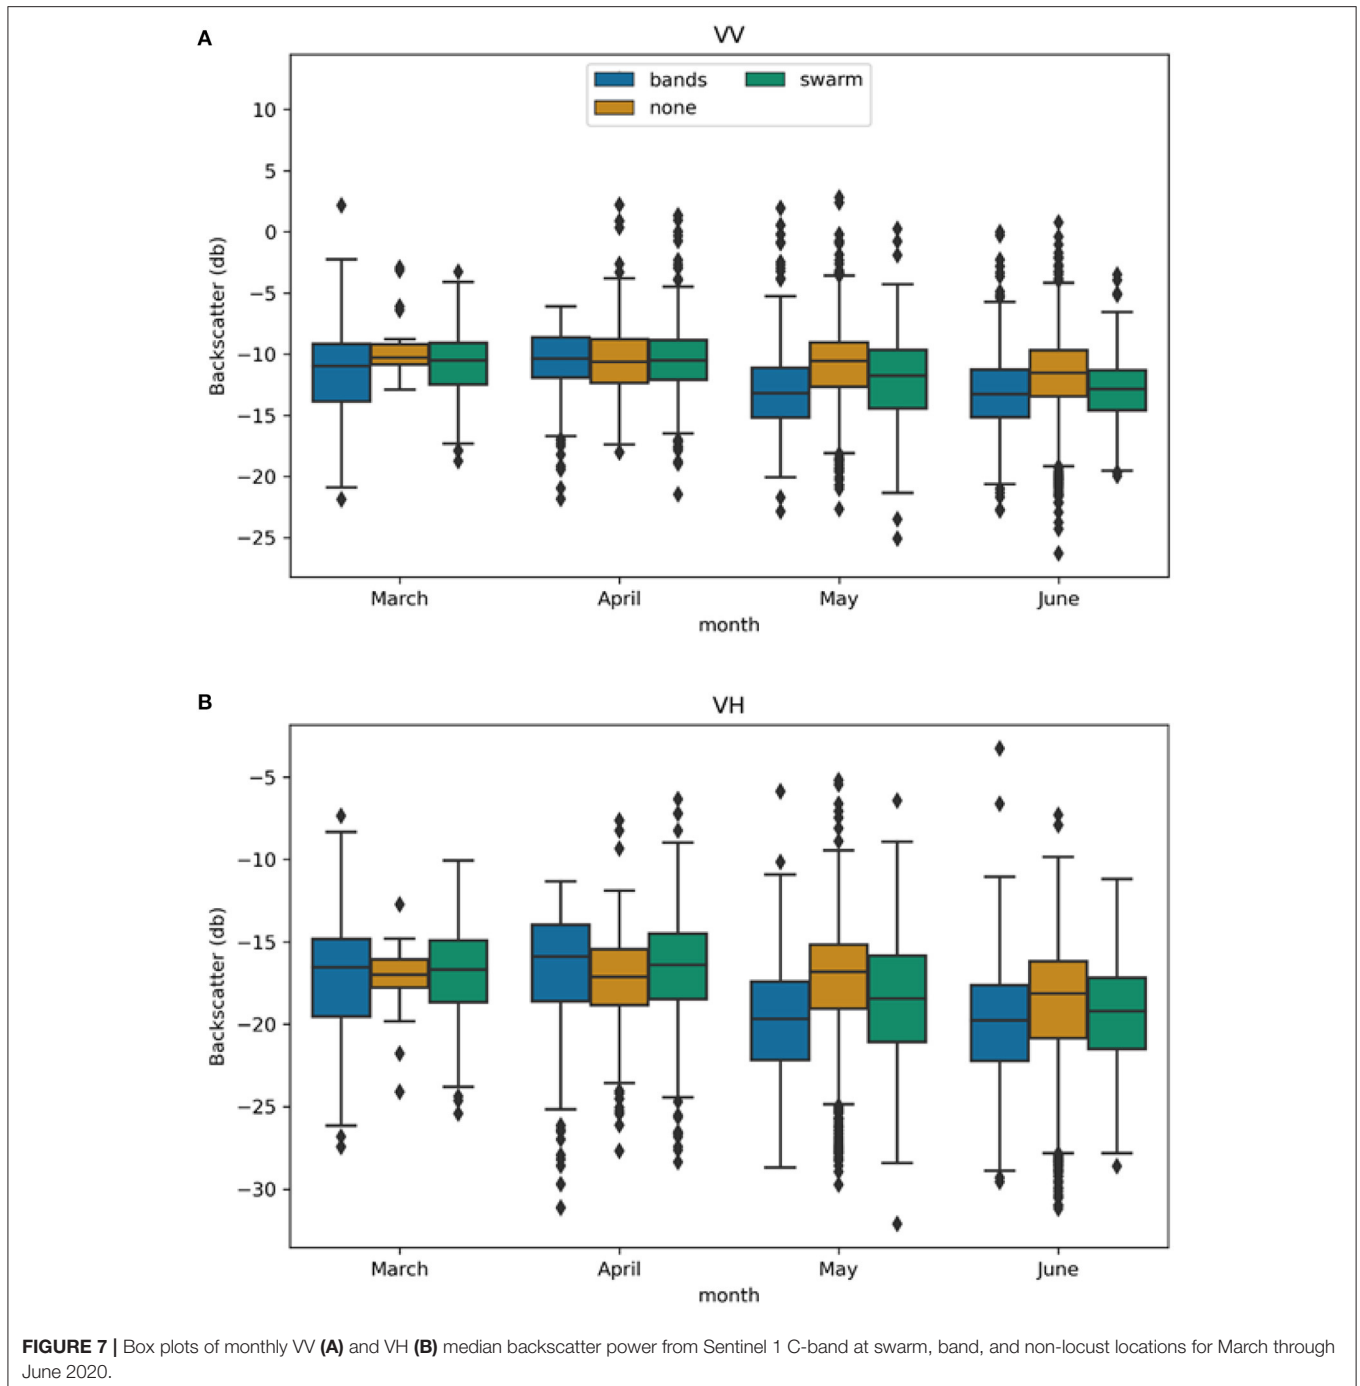 A
VV
bands
swarm
none
10
5
0
−5
−10
−15
−20
−25
Backscatter (db)
March
April
May
June
month
B
VH
−5
−10
−15
−20
−25
−30
Backscatter (db)
March
April
May
June
month
FIGURE 7 | Box plots of monthly VV (A) and VH (B) median backscatter power from Sentinel 1 C-band at swarm, band, and non-locust locations for March through
June 2020.